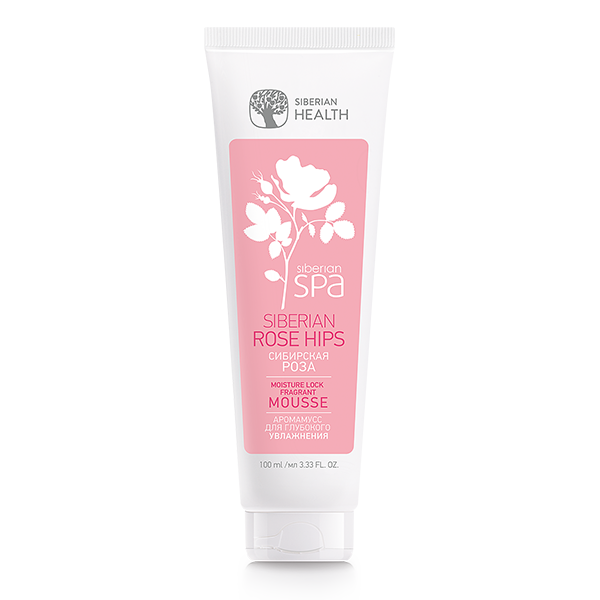 SIBERIAN
HEALTH
siberian
spa
SIBERIAN
ROSE HIPS
СИБИРСКАЯ
РОЗА
MOISTURE LOCK
FRAGRANT
MOUSSE
АРОМАМУСС
ДЛЯ ГЛУБОКОГО
УВЛАЖНЕНИЯ
100 ml /мл 3.33 FL. OZ.